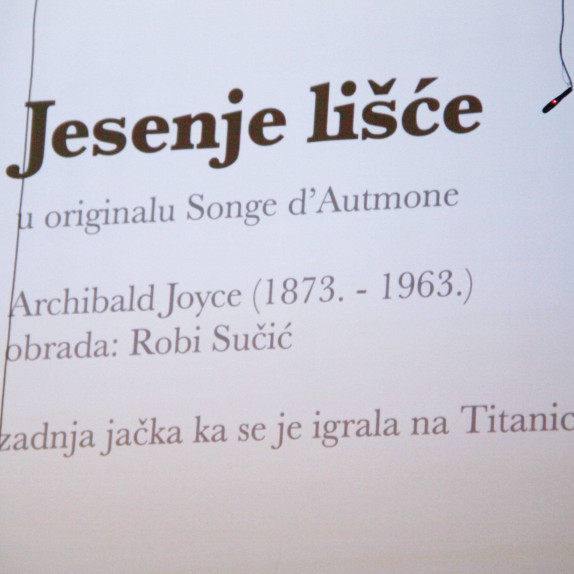 Jesenje lišće
u originalu Songe d'Autmone
Archibald Joyce (1873. - 1963.)
obrada: Robi Sučić
zadnja jačka ka se je igrala na Titanic